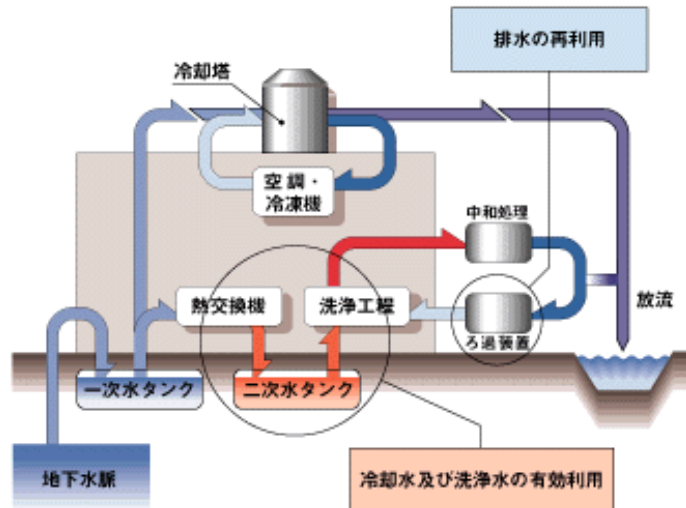 排水の再利用
冷却塔
空調・
冷凍機
中和処理
熱交換機
洗浄工程
ろ過装置
放流
一次水タンク
二次水タンク
地下水脈
冷却水及び洗浄水の有効利用